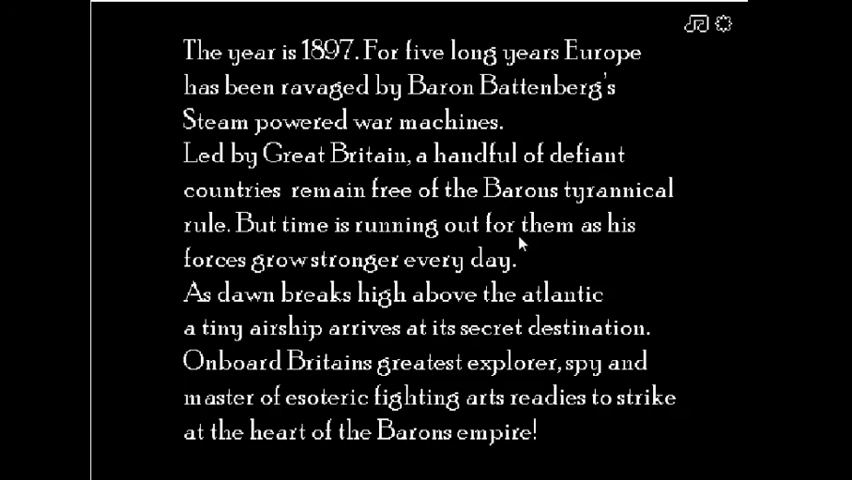 The year is 1897. For five long years Europe
has been ravaged by Baron Battenberg's
Steam powered war machines.
Led by Great Britain, a handful of defiant
countries remain free of the Barons tyrannical
rule. But time is running out for them as his
forces grow stronger every day.
As dawn breaks high above the atlantic
a tiny airship arrives at its secret destination.
Onboard Britains greatest explorer, spy and
master of esoteric fighting arts readies to strike
at the heart of the Barons empire!